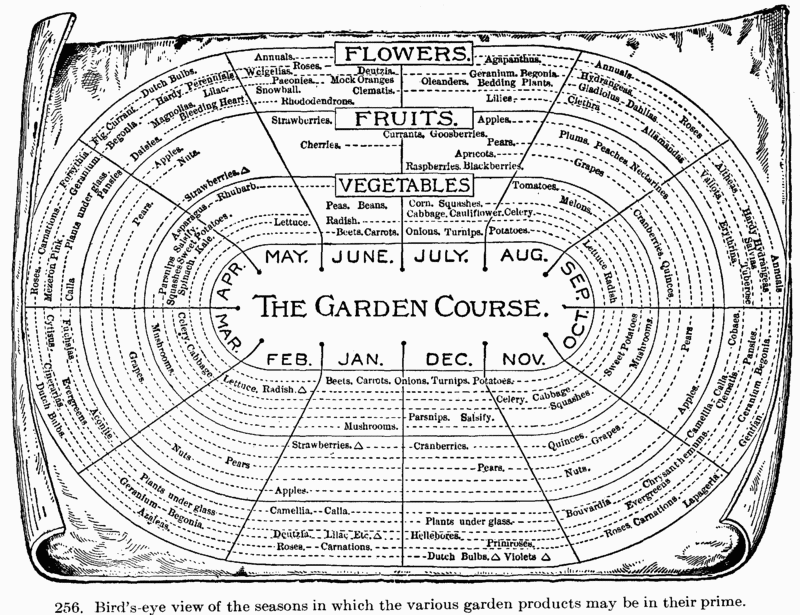 FLOWERS.
Annuals.
Roses.
Weigelias.
Paeonies.
Snowball.
Rhododendrons.
Deutzia.
Mock Oranges
Clematis.
Agapanthus.
Geranium. Begonia.
Oleanders. Bedding Plants.
Lilies.
Annuals.
Hydrangeas.
Gladiolus. Dahlias.
Roses
Clethra
Allamandas
Dutch Bulbs.
Hardy Perennials
Flg. Currant.
Lilac.
Magnolias.
Bleeding Heart.
Begonia.
Daisies.
Forsythia.
Geranium
Pansies
Plants under glass.
Carnations.
Roses.
Mezereon Pink.
Calla
Hardy Hydrangeas
Salvias
Tuberose
Annuals
FRUITS.
Strawberries.
Currants, Gooseberries.
Apples.
Cherries.
Pears.
Apricots.
Raspberries. Blackberries.
Plums. Peaches. Nectarines
Grapes
Apples.
Nuts.
Strawberries. △
Pears.
Cranberries. Quinces.
VEGETABLES
Tomatoes.
Melons.
Rhubarb.
Peas. Beans.
Corn. Squashes.
Cabbage. Cauliflower. Celery.
Lettuce.
Radish.
Beets. Carrots.
Onions. Turnips. Potatoes.
Asparagus
Parsnips. Salsify.
Squashes Sweet Potatoes
Spinach Kale.
Lettuce Radish
MAY. JUNE. JULY. AUG.
APR. SEP.
THE GARDEN COURSE.
MAR. OCT.
FEB. JAN. DEC. NOV.
Celery. Cabbage.
Mushrooms.
Grapes.
Fuchsias.
Cytisus
Cinerarias
Dutch Bulbs.
Evergreens
Aconite
Sweet Potatoes
Mushrooms.
Pears.
Apples.
Cobaea.
Pansies.
Camellia. Calla.
Clematis
Geranium Begonia.
Gentian.
Lettuce, Radish. △
Beets, Carrots. Onions. Turnips. Potatoes.
Celery. Cabbage.
Squashes.
Parsnips. Salsify.
Mushrooms.
Strawberries. △
Cranberries.
Quinces. Grapes.
Nuts
Pears
Pears.
Nuts.
Apples.
Plants under glass
Geranium. Begonia.
Azaleas.
Camellia. Calla.
Plants under glass.
Deutzia. Lilac Etc. △
Hellebores.
Roses. Carnations.
Primroses.
Dutch Bulbs. △ Violets △
Bouvardia
Chrysanthemums.
Evergreens
Roses. Carnations.
Lapageria.
256. Bird's-eye view of the seasons in which the various garden products may be in their prime.